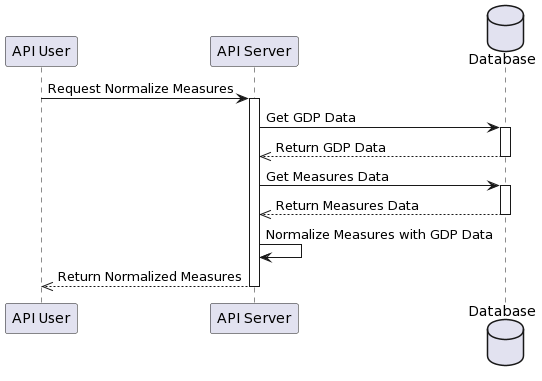 API User
API Server
Database
Request Normalize Measures
Get GDP Data
Return GDP Data
Get Measures Data
Return Measures Data
Normalize Measures with GDP Data
Return Normalized Measures
API User
API Server
Database